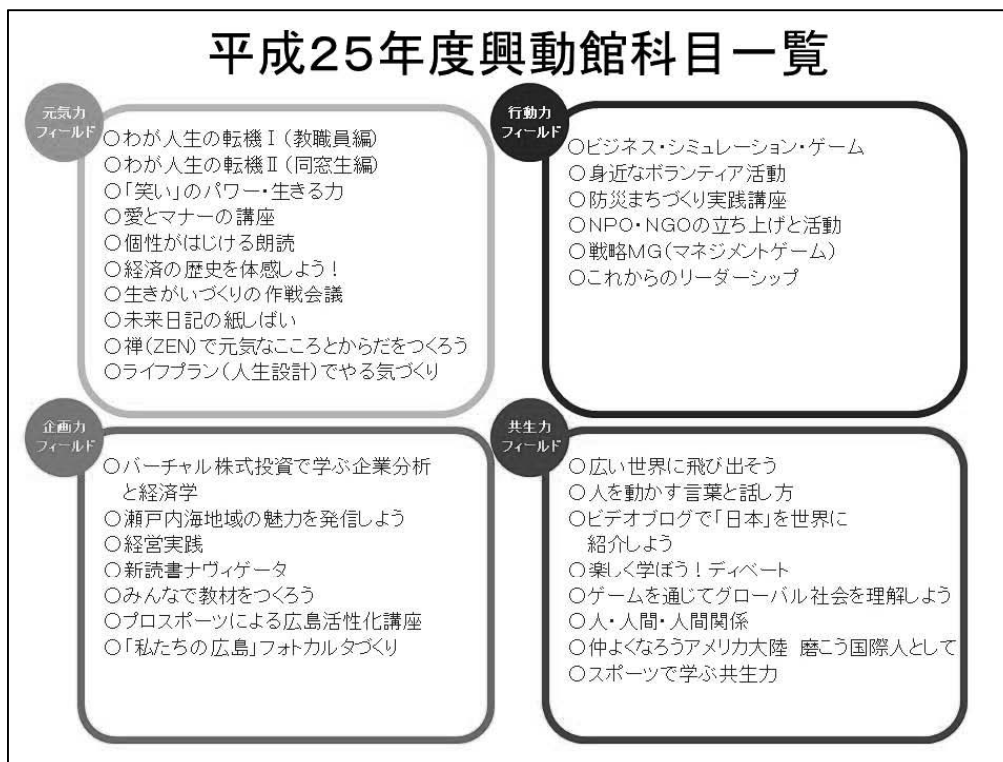 平成25年度興動館科目一覧
元気力
フィールド
○わが人生の転機Ⅰ(教職員編)
○わが人生の転機Ⅱ(同窓生編)
○「笑い」のパワー・生きる力
○愛とマナーの講座
○個性がはじける朗読
○経済の歴史を体感しよう!
○生きがいづくりの作戦会議
○未来日記の紙しばい
○禅(ZEN)で元気なこころとからだをつくろう
○ライフプラン(人生設計)でやる気づくり
行動力
フィールド
○ビジネス・シミュレーション・ゲーム
○身近なボランティア活動
○防災まちづくり実践講座
○NPO・NGOの立ち上げと活動
○戦略MG(マネジメントゲーム)
○これからのリーダーシップ
企画力
フィールド
○バーチャル株式投資で学ぶ企業分析
と経済学
○瀬戸内海地域の魅力を発信しよう
○経営実践
○新読書ナヴィゲータ
○みんなで教材をつくろう
○プロスポーツによる広島活性化講座
○「私たちの広島」フォトカルタづくり
共生力
フィールド
○広い世界に飛び出そう
○人を動かす言葉と話し方
○ビデオブログで「日本」を世界に
紹介しよう
○楽しく学ぼう!ディベート
○ゲームを通じてグローバル社会を理解しよう
○人・人間・人間関係
○仲よくなろうアメリカ大陸 磨こう国際人として
○スポーツで学ぶ共生力